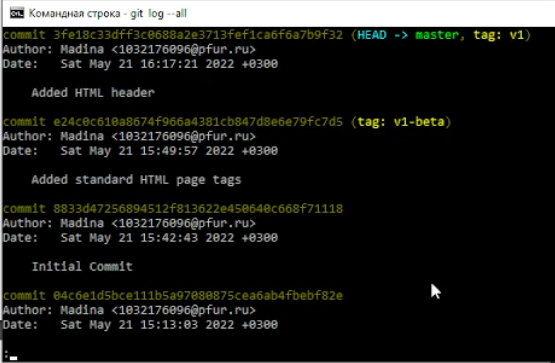 Командная строка - git log --all
commit 3fe18c33dff3c0688a2e3713fef1ca6f6a7b9f32 (HEAD -> master, tag: v1)
Author: Madina <1032176096@pfur.ru>
Date: Sat May 21 16:17:21 2022 +0300
Added HTML header
commit e24c0c610a8674f966a4381cb847d8e6e79fc7d5 (tag: v1-beta)
Author: Madina <1032176096@pfur.ru>
Date: Sat May 21 15:49:57 2022 +0300
Added standard HTML page tags
commit 8833d47256894512f813622e450640c668f71118
Author: Madina <1032176096@pfur.ru>
Date: Sat May 21 15:42:43 2022 +0300
Initial Commit
commit 04c6e1d5bce111b5a97080875cea6ab4fbebf82e
Author: Madina <1032176096@pfur.ru>
Date: Sat May 21 15:13:03 2022 +0300
: